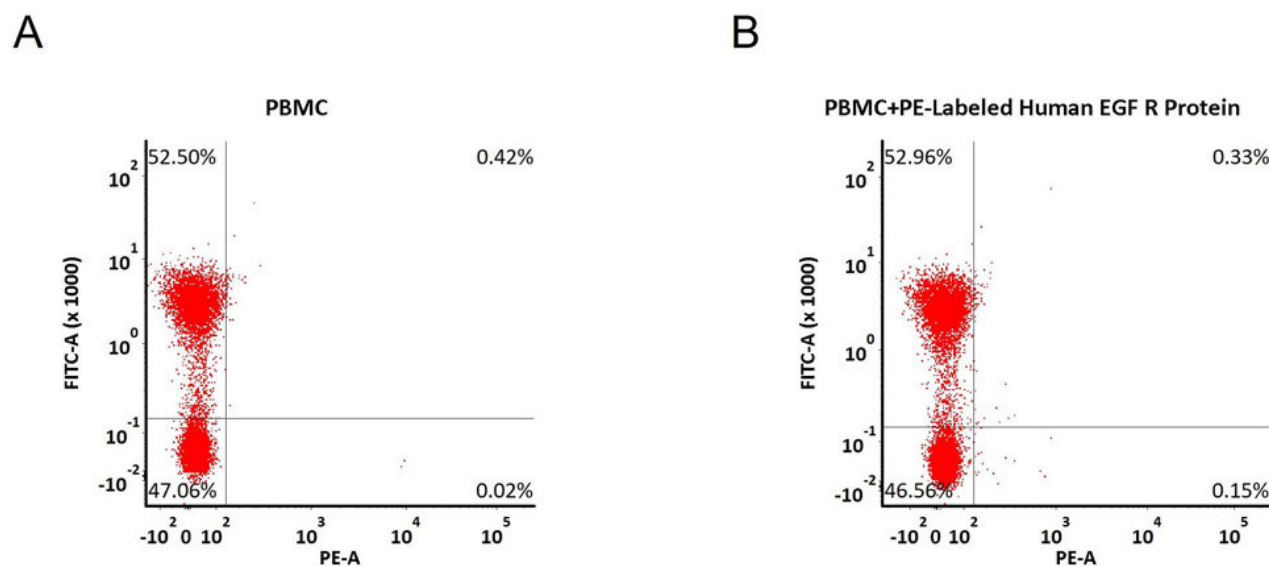 A
PBMC
52.50%
0.42%
10^2
10^1
10^0
-10^-1
-10^-2
FITC-A (x 1000)
47.06%
0.02%
-10^2 0 10^2 10^3 10^4 10^5
PE-A
B
PBMC+PE-Labeled Human EGF R Protein
52.96%
0.33%
10^2
10^1
10^0
-10^-1
-10^-2
FITC-A (x 1000)
46.56%
0.15%
-10^2 0 10^2 10^3 10^4 10^5
PE-A